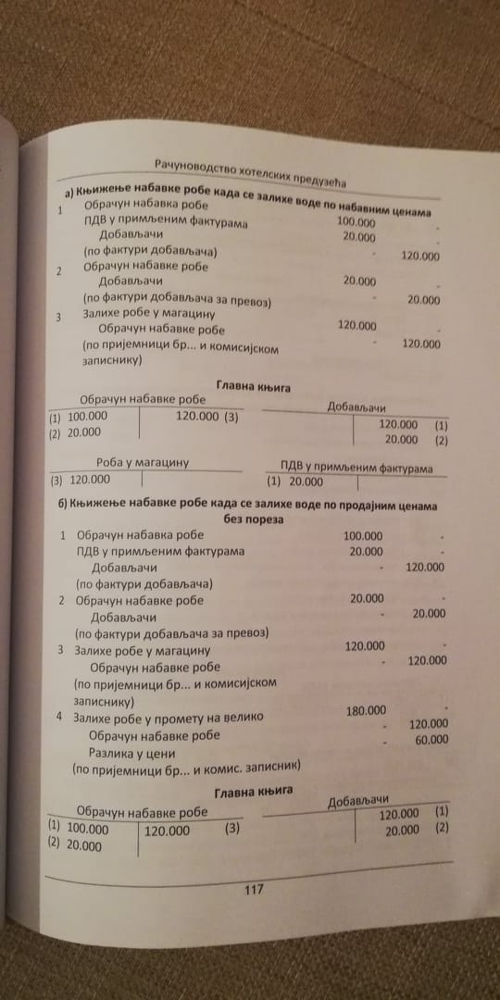 Рачуноводство хотелских предузећа
а) Књижење набавке робе када се залихе воде по набавним ценама
1 Обрачун набавка робе 100.000 -
ПДВ у примљеним фактурама 20.000 -
Добављачи - 120.000
(по фактури добављача)
2 Обрачун набавке робе 20.000 -
Добављачи - 20.000
(по фактури добављача за превоз)
3 Залихе робе у магацину 120.000 -
Обрачун набавке робе - 120.000
(по пријемници бр... и комисијском
записнику)
Главна књига
Обрачун набавке робе Добављачи
(1) 100.000 120.000 (3) 120.000 (1)
(2) 20.000 20.000 (2)
Роба у магацину ПДВ у примљеним фактурама
(3) 120.000 (1) 20.000
б) Књижење набавке робе када се залихе воде по продајним ценама
без пореза
1 Обрачун набавка робе 100.000 -
ПДВ у примљеним фактурама 20.000 -
Добављачи - 120.000
(по фактури добављача)
2 Обрачун набавке робе 20.000 -
Добављачи - 20.000
(по фактури добављача за превоз)
3 Залихе робе у магацину 120.000 -
Обрачун набавке робе - 120.000
(по пријемници бр... и комисијском
записнику)
4 Залихе робе у промету на велико 180.000 -
Обрачун набавке робе - 120.000
Разлика у цени - 60.000
(по пријемници бр... и комис. записник)
Главна књига
Обрачун набавке робе Добављачи
(1) 100.000 120.000 (3) 120.000 (1)
(2) 20.000 20.000 (2)
117